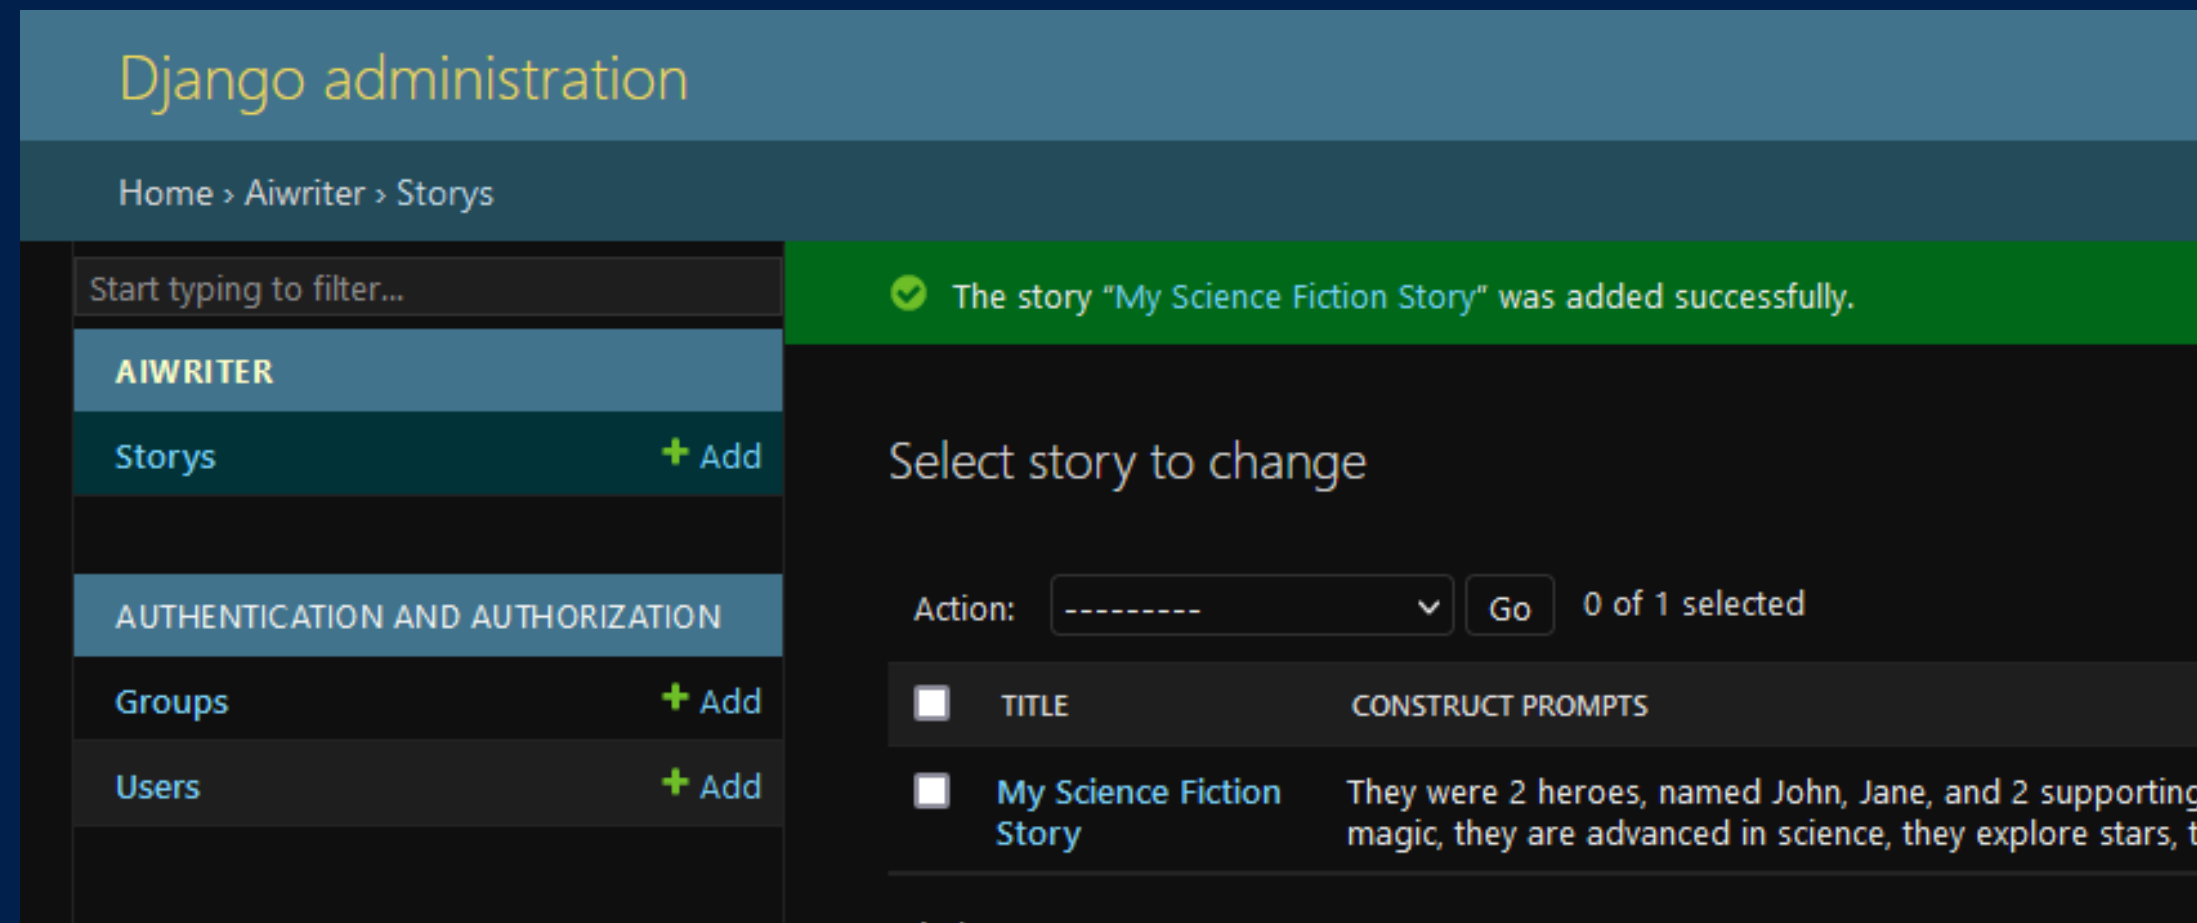 Django administration
Home › Aiwriter › Storys
Start typing to filter...
AIWRITER
Storys + Add
AUTHENTICATION AND AUTHORIZATION
Groups + Add
Users + Add
The story “My Science Fiction Story” was added successfully.
Select story to change
Action: --------- Go 0 of 1 selected
TITLE CONSTRUCT PROMPTS
My Science Fiction They were 2 heroes, named John, Jane, and 2 supporting
Story magic, they are advanced in science, they explore stars,